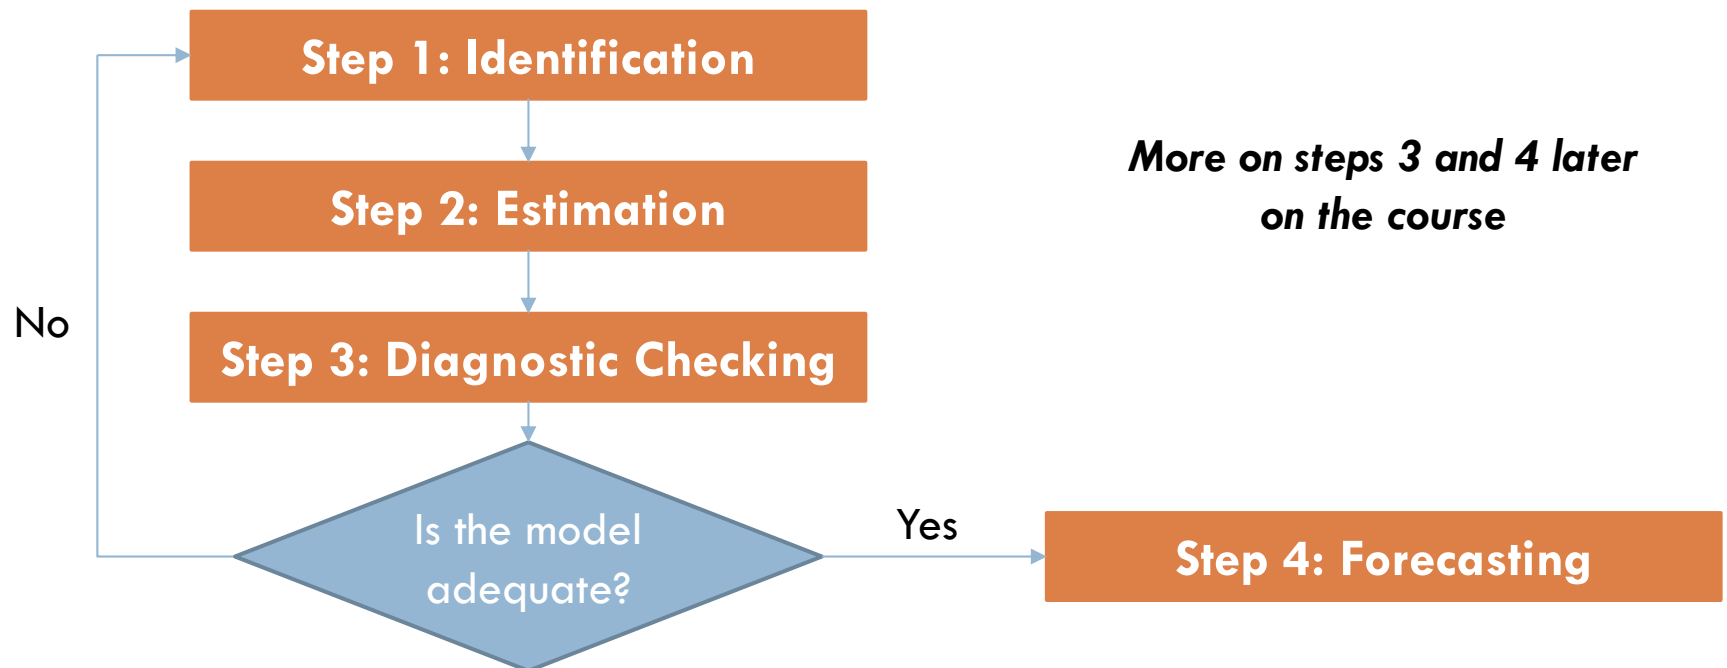 Step 1: Identification
Step 2: Estimation
More on steps 3 and 4 later
on the course
No
Step 3: Diagnostic Checking
Is the model
adequate?
Yes
Step 4: Forecasting